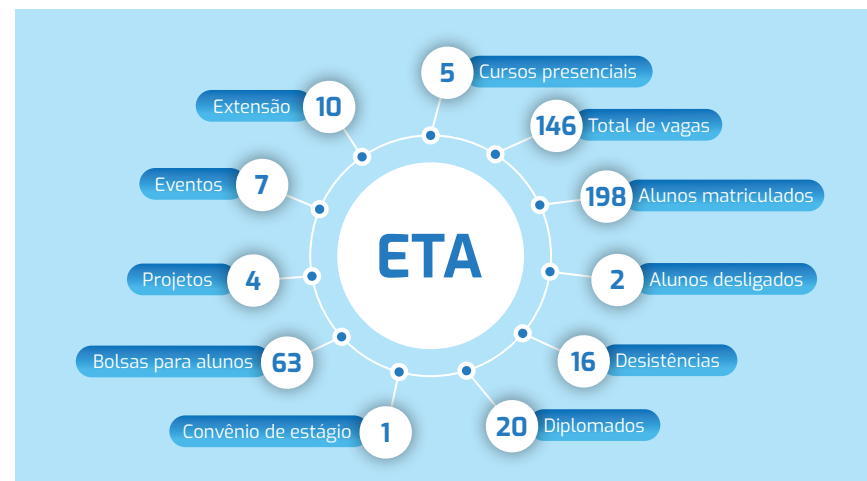 5 Cursos presenciais
146 Total de vagas
198 Alunos matriculados
2 Alunos desligados
16 Desistências
20 Diplomados
1 Convênio de estágio
63 Bolsas para alunos
4 Projetos
7 Eventos
10 Extensão
ETA